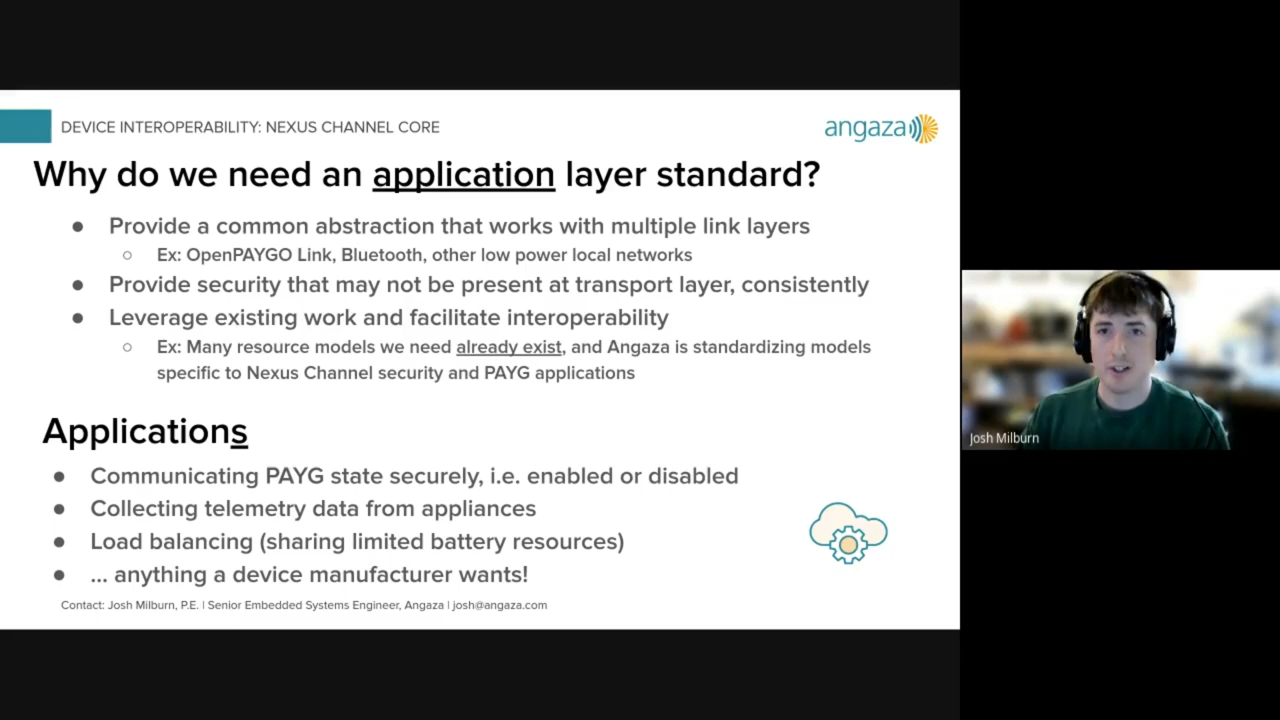 DEVICE INTEROPERABILITY: NEXUS CHANNEL CORE
angaza
Why do we need an application layer standard?
● Provide a common abstraction that works with multiple link layers
○ Ex: OpenPAYGO Link, Bluetooth, other low power local networks
● Provide security that may not be present at transport layer, consistently
● Leverage existing work and facilitate interoperability
○ Ex: Many resource models we need already exist, and Angaza is standardizing models
specific to Nexus Channel security and PAYG applications
Applications
● Communicating PAYG state securely, i.e. enabled or disabled
● Collecting telemetry data from appliances
● Load balancing (sharing limited battery resources)
● ... anything a device manufacturer wants!
Contact: Josh Milburn, P.E. | Senior Embedded Systems Engineer, Angaza | josh@angaza.com
Josh Milburn